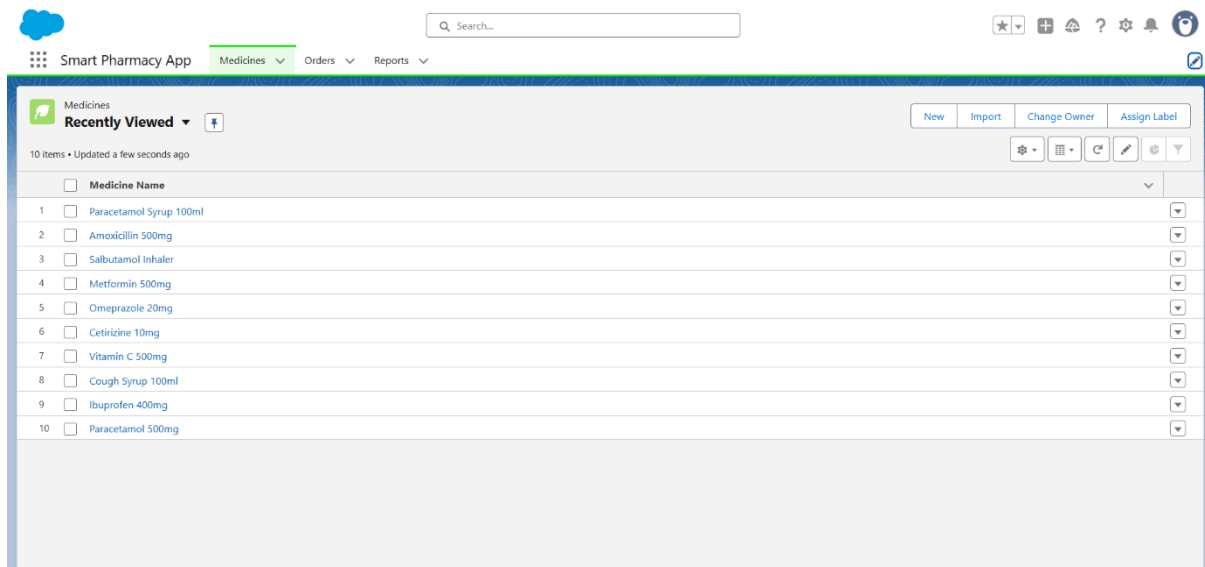 Search...
Smart Pharmacy App Medicines Orders Reports
Medicines
Recently Viewed
New Import Change Owner Assign Label
10 items • Updated a few seconds ago
Medicine Name
1 Paracetamol Syrup 100ml
2 Amoxicillin 500mg
3 Salbutamol Inhaler
4 Metformin 500mg
5 Omeprazole 20mg
6 Cetirizine 10mg
7 Vitamin C 500mg
8 Cough Syrup 100ml
9 Ibuprofen 400mg
10 Paracetamol 500mg